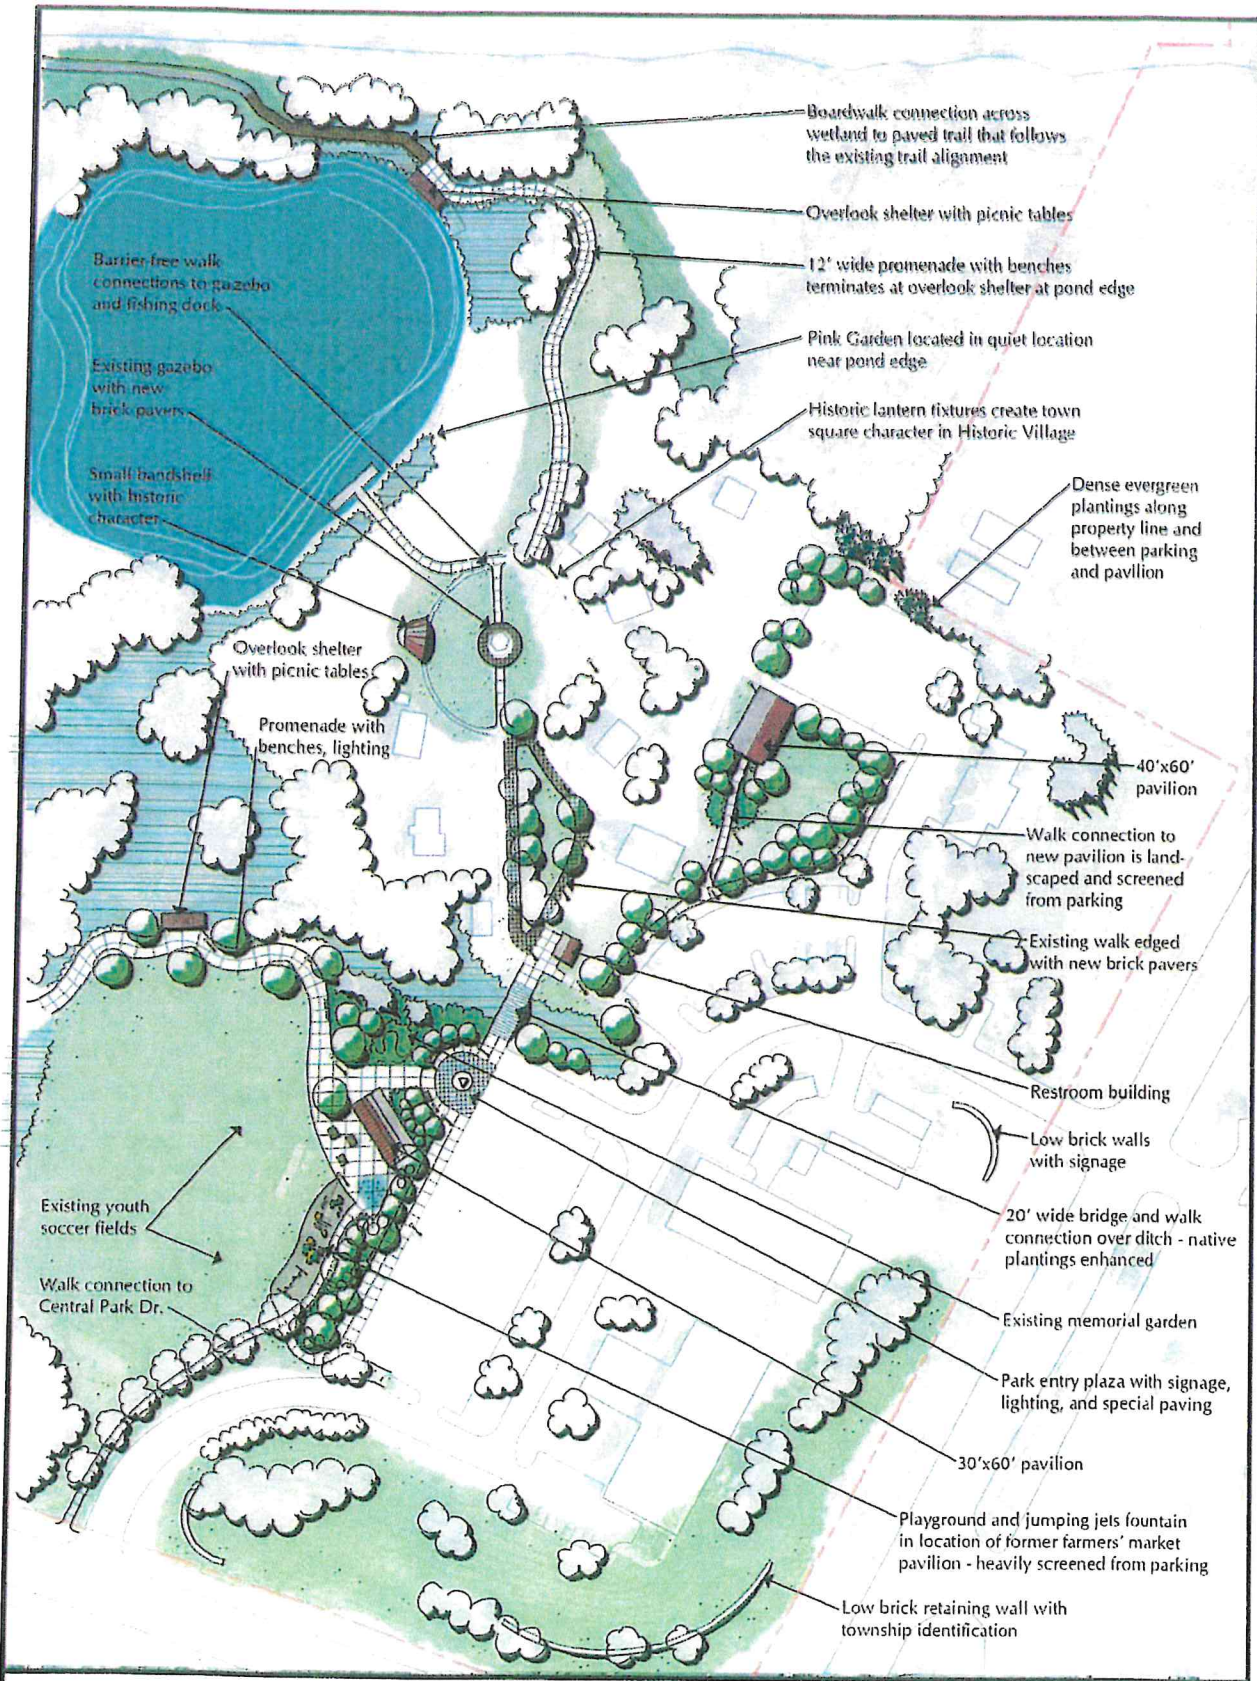 Boardwalk connection across
wetland to paved trail that follows
the existing trail alignment
Overlook shelter with picnic tables
12' wide promenade with benches
terminates at overlook shelter at pond edge
Pink Garden located in quiet location
near pond edge
Historic lantern fixtures create town
square character in Historic Village
Dense evergreen
plantings along
property line and
between parking
and pavilion
Barrier-free walk
connections to gazebo
and fishing dock
Existing gazebo
with new
brick pavers
Small bandshell
with historic
character
Overlook shelter
with picnic tables
Promenade with
benches, lighting
40'x60'
pavilion
Walk connection to
new pavilion is land-
scaped and screened
from parking
Existing walk edged
with new brick pavers
Restroom building
Low brick walls
with signage
20' wide bridge and walk
connection over ditch - native
plantings enhanced
Existing memorial garden
Park entry plaza with signage,
lighting, and special paving
30'x60' pavilion
Playground and jumping jets fountain
in location of former farmers' market
pavilion - heavily screened from parking
Low brick retaining wall with
township identification
Existing youth
soccer fields
Walk connection to
Central Park Dr.